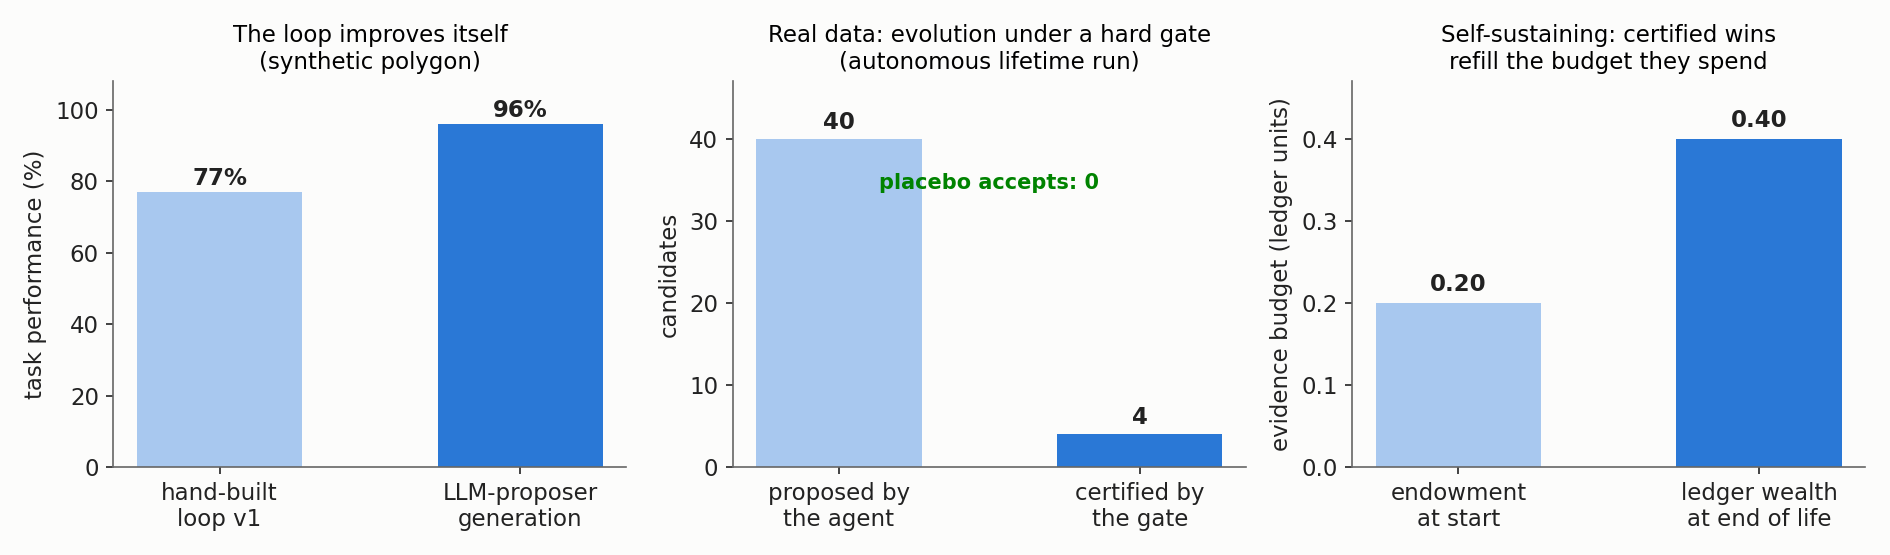 The loop improves itself
(synthetic polygon)
task performance (%)
100
80
60
40
20
0
77%
96%
hand-built
loop v1
LLM-proposer
generation
Real data: evolution under a hard gate
(autonomous lifetime run)
candidates
40
30
20
10
0
40
placebo accepts: 0
4
proposed by
the agent
certified by
the gate
Self-sustaining: certified wins
refill the budget they spend
evidence budget (ledger units)
0.4
0.3
0.2
0.1
0.0
0.20
0.40
endowment
at start
ledger wealth
at end of life